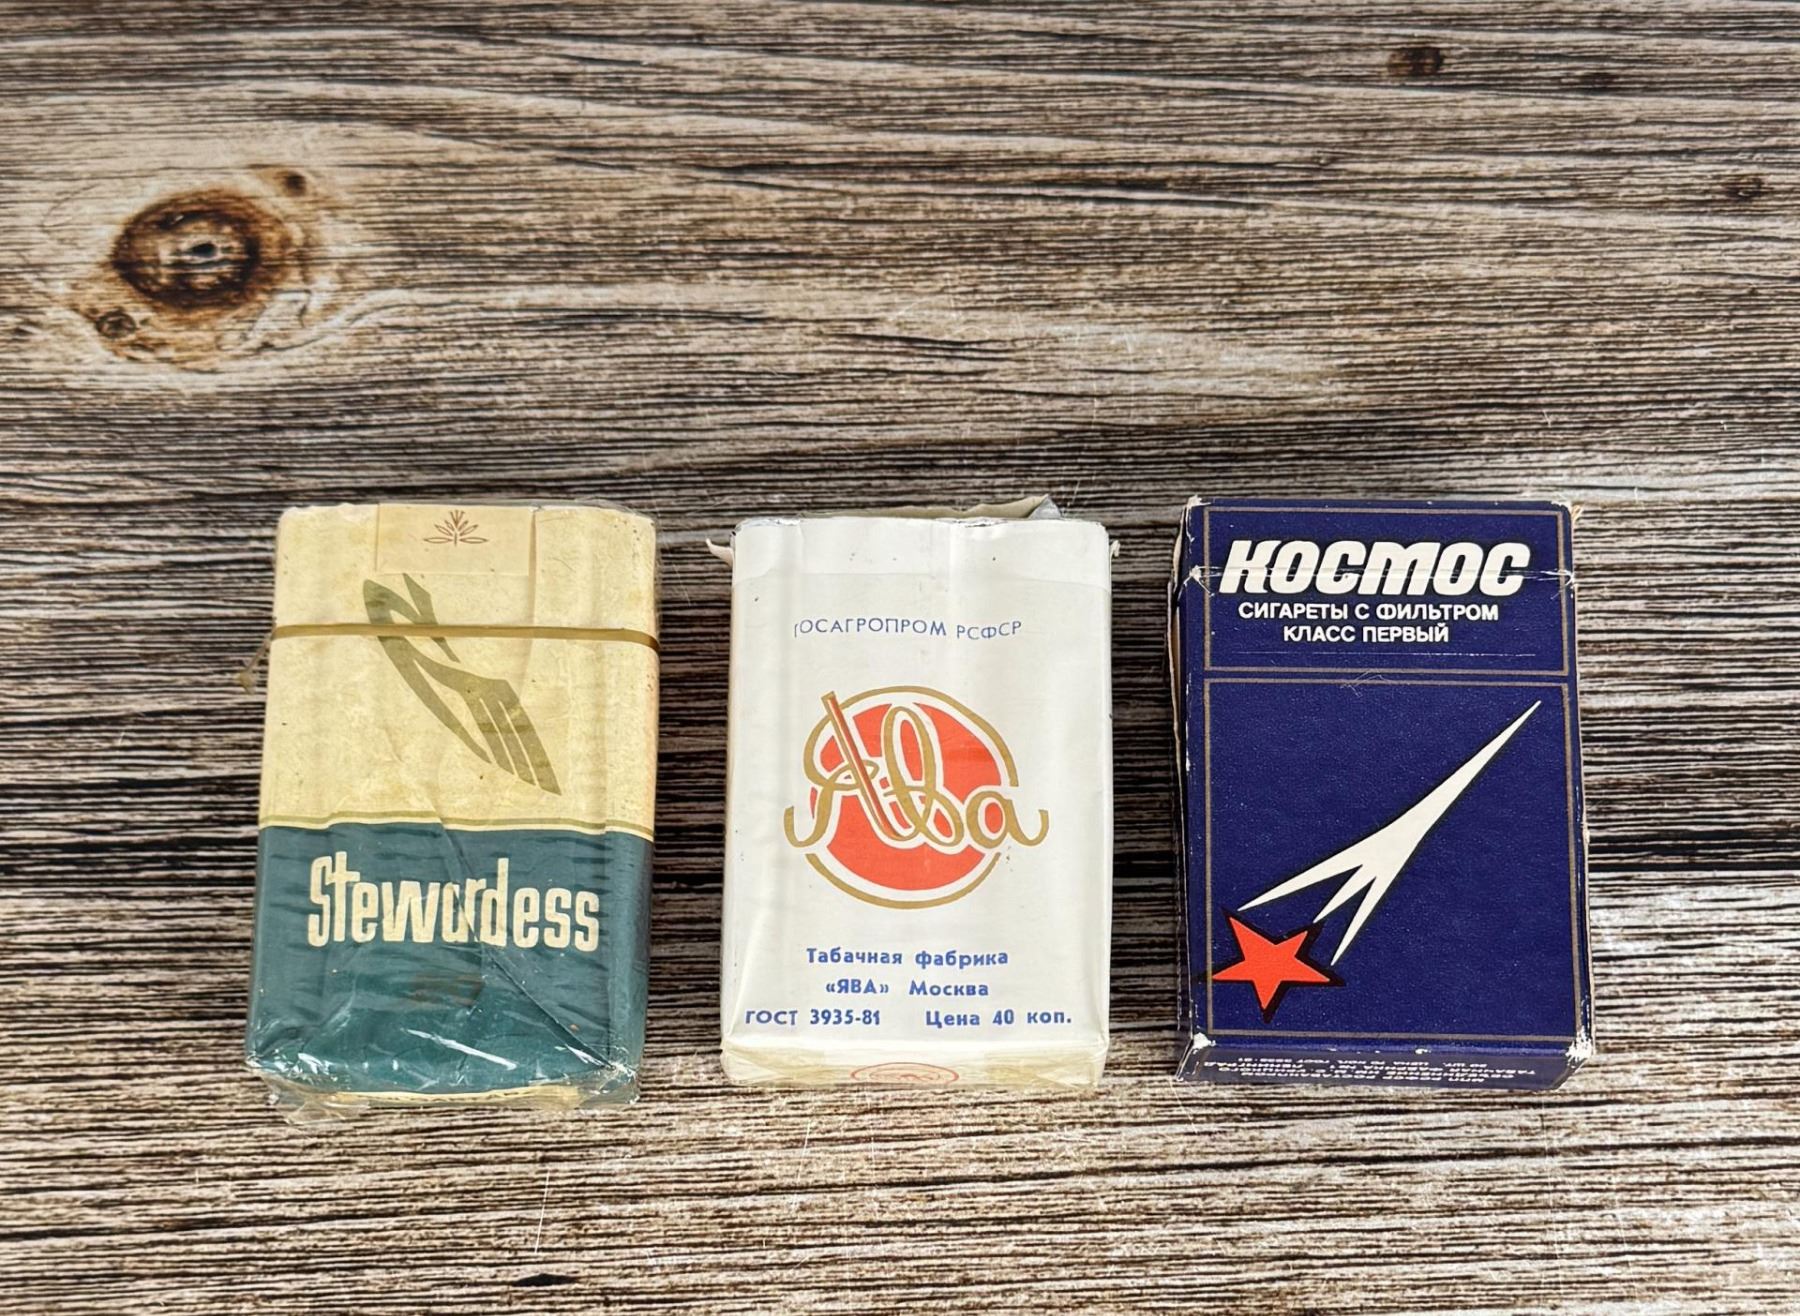 Stewardess
ГОСАГРОПРОМ РСФСР
Ява
Табачная фабрика
«ЯВА» Москва
ГОСТ 3935-81 Цена 40 коп.
КОСМОС
СИГАРЕТЫ С ФИЛЬТРОМ
КЛАСС ПЕРВЫЙ